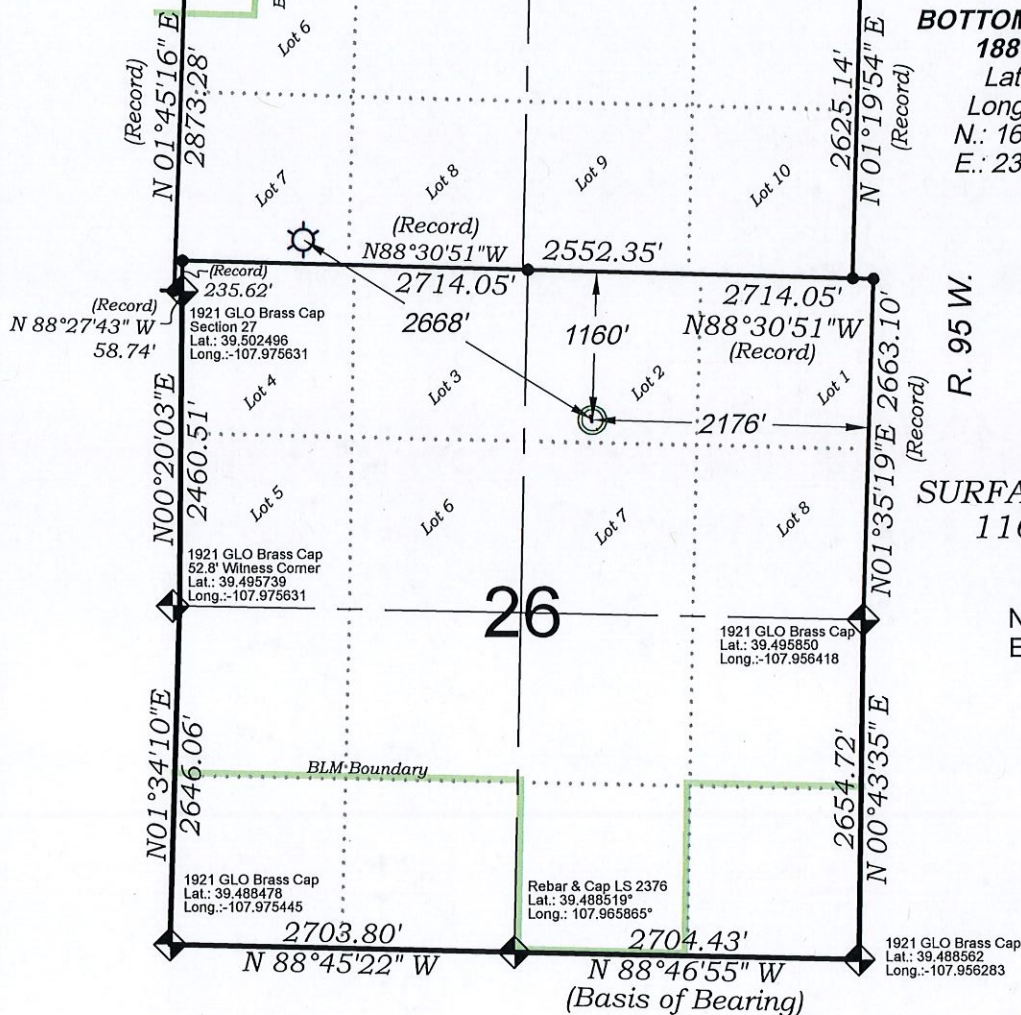 BOTTOM
188
Lat
Long
N.: 16
E.: 23
Lot 6
N 01°45'16" E
2873.28'
(Record)
2625.14'
N 01°19'54" E
(Record)
Lot 7
Lot 8
Lot 9
Lot 10
(Record)
N88°30'51"W
2552.35'
2714.05'
2714.05'
N88°30'51"W
(Record)
(Record)
235.62'
(Record)
N 88°27'43" W
58.74'
1921 GLO Brass Cap
Section 27
Lat.: 39.502496
Long.:-107.975631
2668'
1160'
2176'
R. 95 W.
N01°35'19"E 2663.10'
(Record)
Lot 4
Lot 3
Lot 2
Lot 1
N00°20'03"E
2460.51'
Lot 5
Lot 6
Lot 7
Lot 8
SURFA
116
N
E
1921 GLO Brass Cap
52.8' Witness Corner
Lat.: 39.495739
Long.:-107.975631
26
1921 GLO Brass Cap
Lat.: 39.495850
Long.:-107.956418
N01°34'10"E
2646.06'
BLM Boundary
2654.72'
N 00°43'35" E
1921 GLO Brass Cap
Lat.: 39.488478
Long.:-107.975445
Rebar & Cap LS 2376
Lat.: 39.488519°
Long.: 107.965865°
1921 GLO Brass Cap
Lat.: 39.488562
Long.:-107.956283
2703.80'
N 88°45'22" W
2704.43'
N 88°46'55" W
(Basis of Bearing)